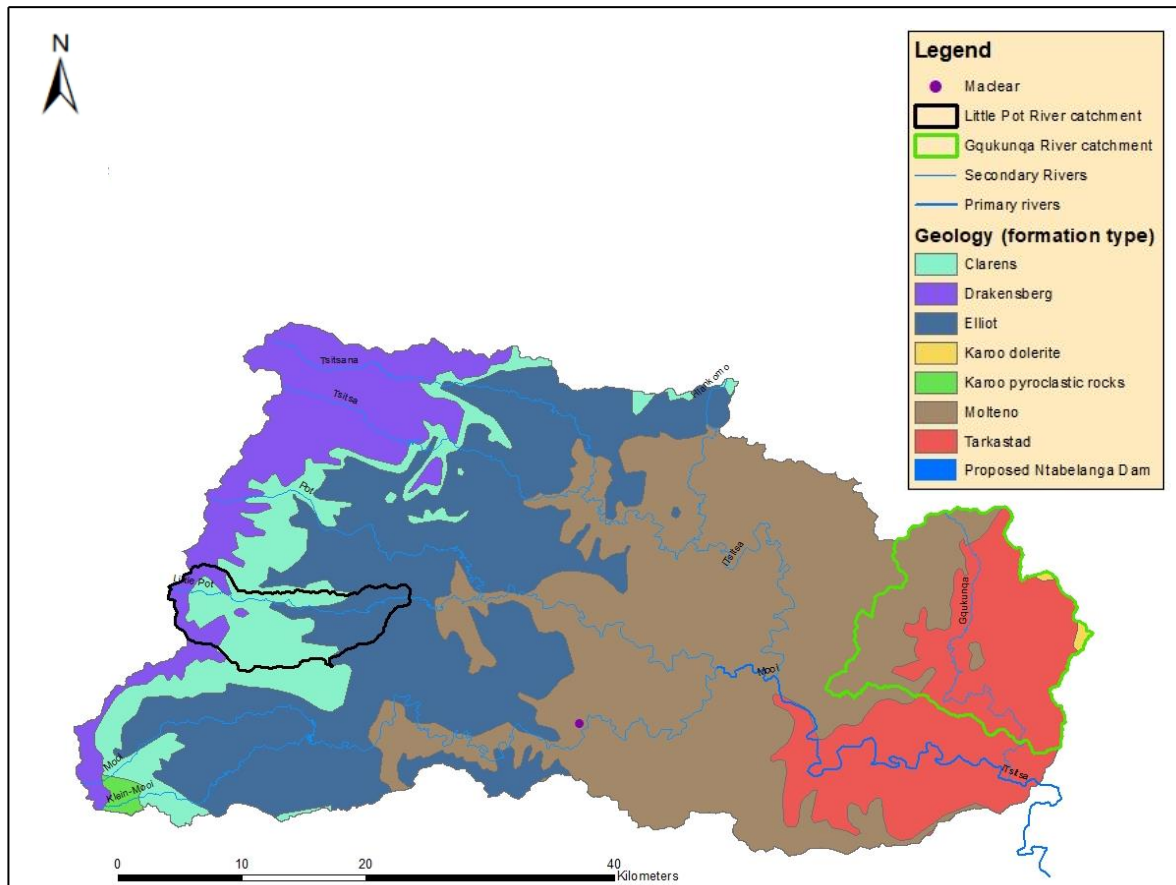 N
Legend
Maclear
Little Pot River catchment
Gqukunqa River catchment
Secondary Rivers
Primary rivers
Geology (formation type)
Clarens
Drakensberg
Elliot
Karoo dolerite
Karoo pyroclastic rocks
Molteno
Tarkastad
Proposed Ntabelanga Dam
Tsitsana
Tsitsa
Pot
Little Pot
iTsitsa
Gqukunqa
Mooi
Mooi
Klein-Mooi
iTsitsa
0
10
20
40
Kilometers